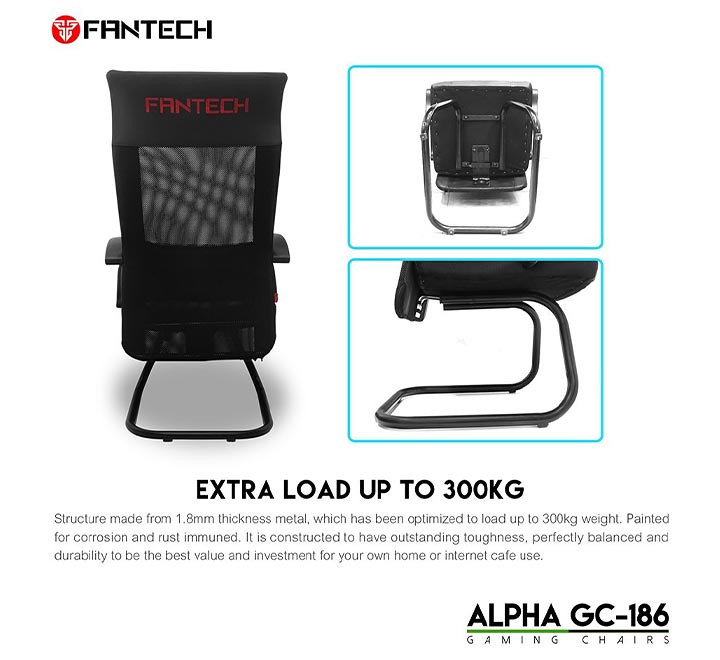 FANTECH
FANTECH
EXTRA LOAD UP TO 300KG
Structure made from 1.8mm thickness metal, which has been optimized to load up to 300kg weight. Painted
for corrosion and rust immuned. It is constructed to have outstanding toughness, perfectly balanced and
durability to be the best value and investment for your own home or internet cafe use.
ALPHA GC-186
GAMING CHAIRS